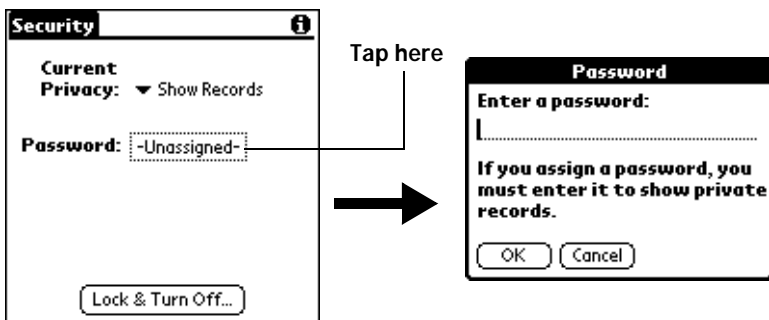 Security
Current
Privacy: Show Records
Password: -Unassigned-
Lock & Turn Off...
Tap here
Password
Enter a password:
If you assign a password, you
must enter it to show private
records.
OK Cancel